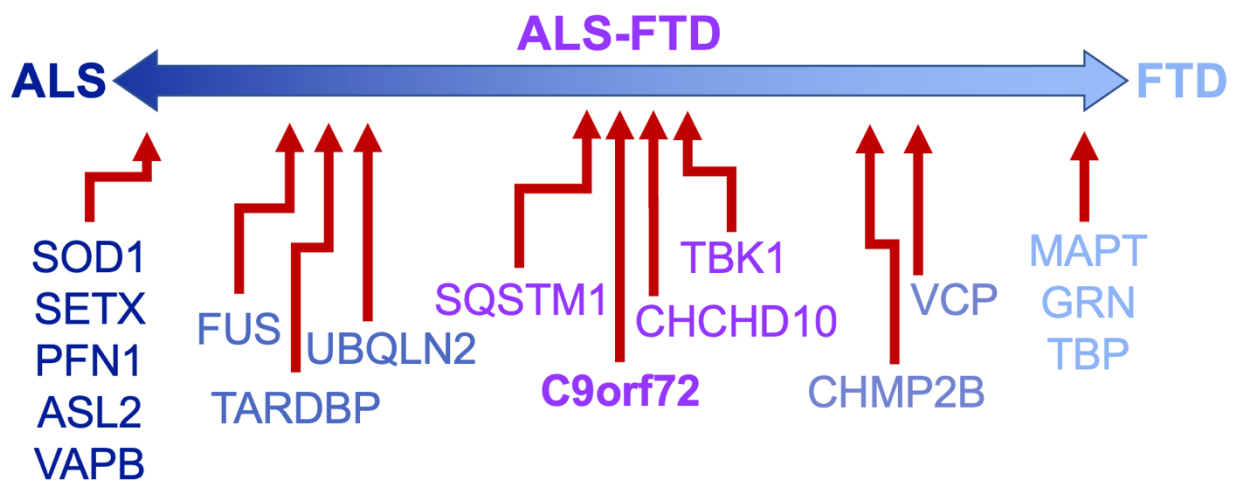 ALS-FTD
ALS
FTD
SOD1
SETX
PFN1
ASL2
VAPB
FUS
TARDBP
UBQLN2
SQSTM1
C9orf72
CHCHD10
TBK1
CHMP2B
VCP
MAPT
GRN
TBP